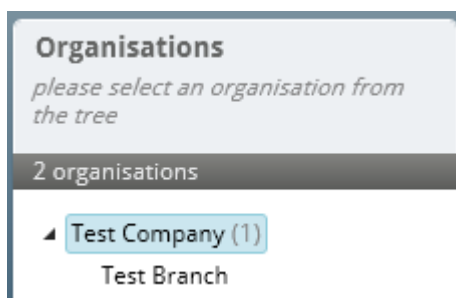 Organisations
please select an organisation from
the tree
2 organisations
Test Company (1)
Test Branch